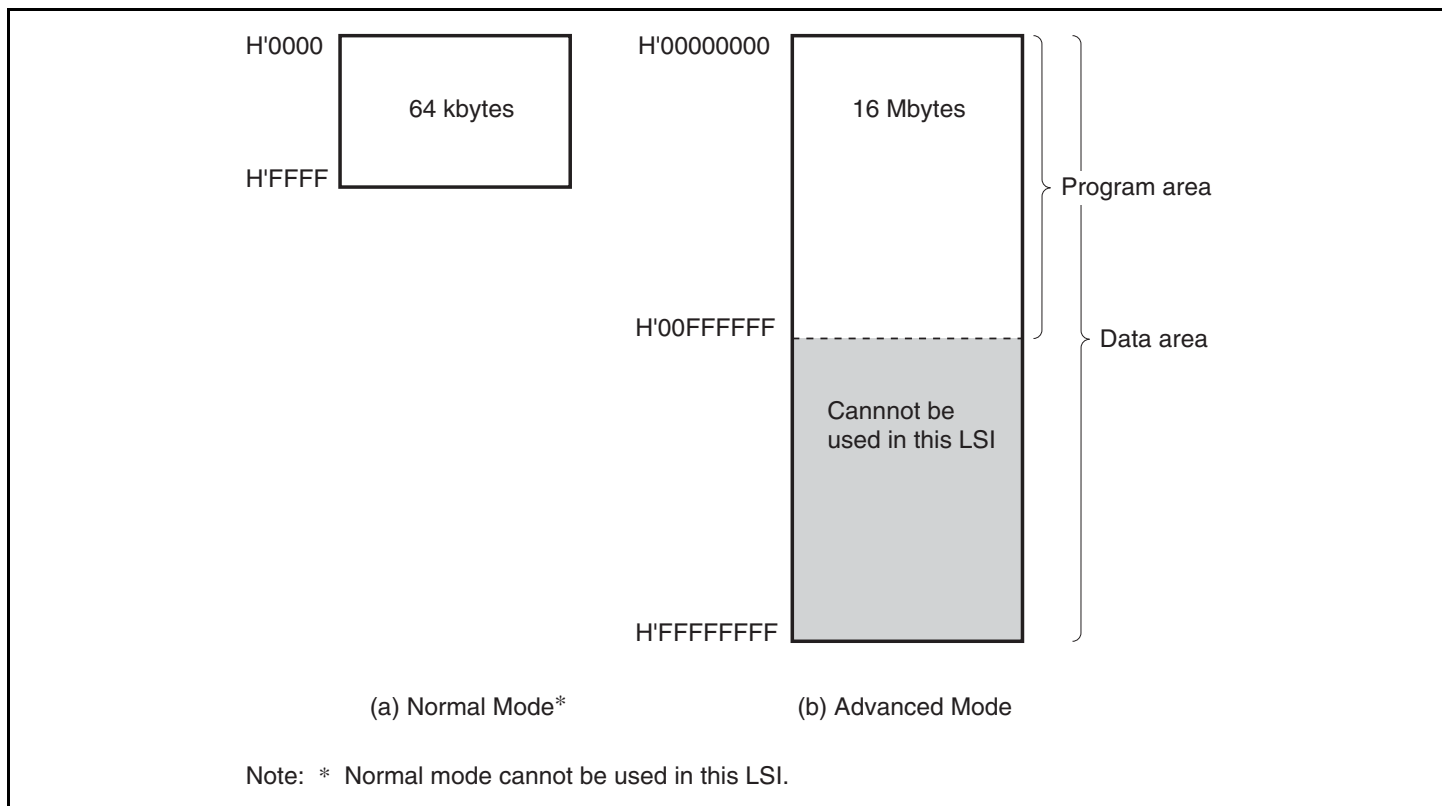 H'0000
64 kbytes
H'FFFF
H'00000000
16 Mbytes
Program area
H'00FFFFFF
Data area
Cannnot be
used in this LSI
H'FFFFFFFF
(a) Normal Mode*
(b) Advanced Mode
Note: * Normal mode cannot be used in this LSI.